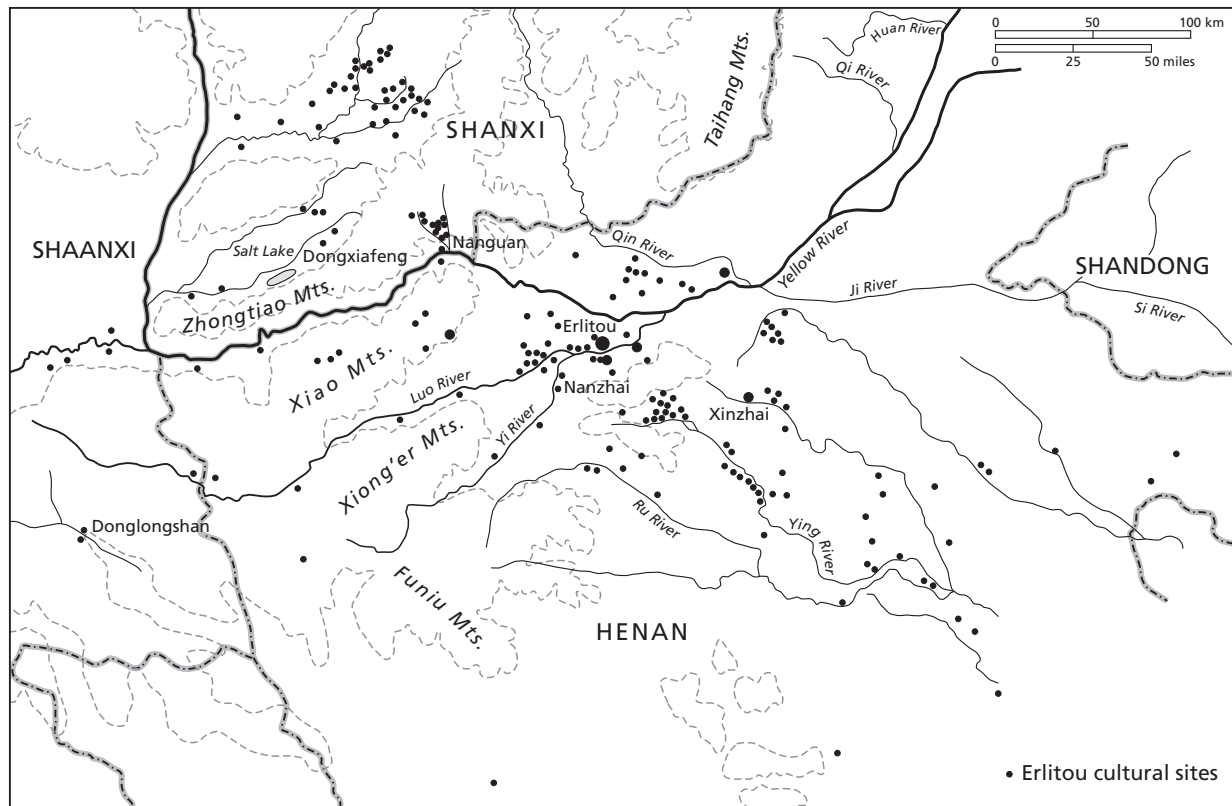 Huan River
0 50 100 km
Qi River
0 25 50 miles
Taihang Mts.
SHANXI
SHAANXI
Salt Lake
Dongxiafeng
Nanguan
Qin River
Yellow River
SHANDONG
Ji River
Si River
Zhongtiao Mts.
Erlitou
Xiao Mts.
Luo River
Nanzhai
Xinzhai
Yi River
Xiong'er Mts.
Donglongshan
Ru River
Ying River
Funiu Mts.
HENAN
Erlitou cultural sites